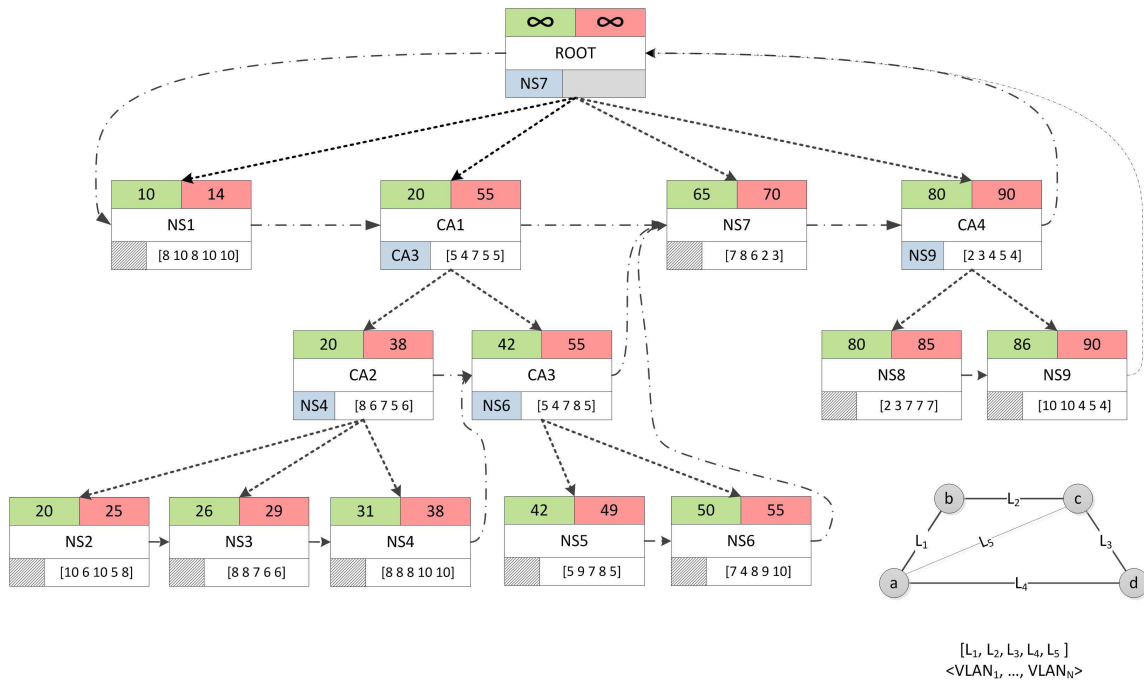 ∞ ∞
ROOT
NS7
10 14
NS1
[8 10 8 10 10]
20 55
CA1
CA3 [5 4 7 5 5]
65 70
NS7
[7 8 6 2 3]
80 90
CA4
NS9 [2 3 4 5 4]
20 38
CA2
NS4 [8 6 7 5 6]
42 55
CA3
NS6 [5 4 7 8 5]
80 85
NS8
[2 3 7 7 7]
86 90
NS9
[10 10 4 5 4]
20 25
NS2
[10 6 10 5 8]
26 29
NS3
[8 8 7 6 6]
31 38
NS4
[8 8 8 10 10]
42 49
NS5
[5 9 7 8 5]
50 55
NS6
[7 4 8 9 10]
b L₂ c
L₁ L₅ L₃
a L₄ d
[L₁, L₂, L₃, L₄, L₅ ]
<VLAN₁, ..., VLANₙ>